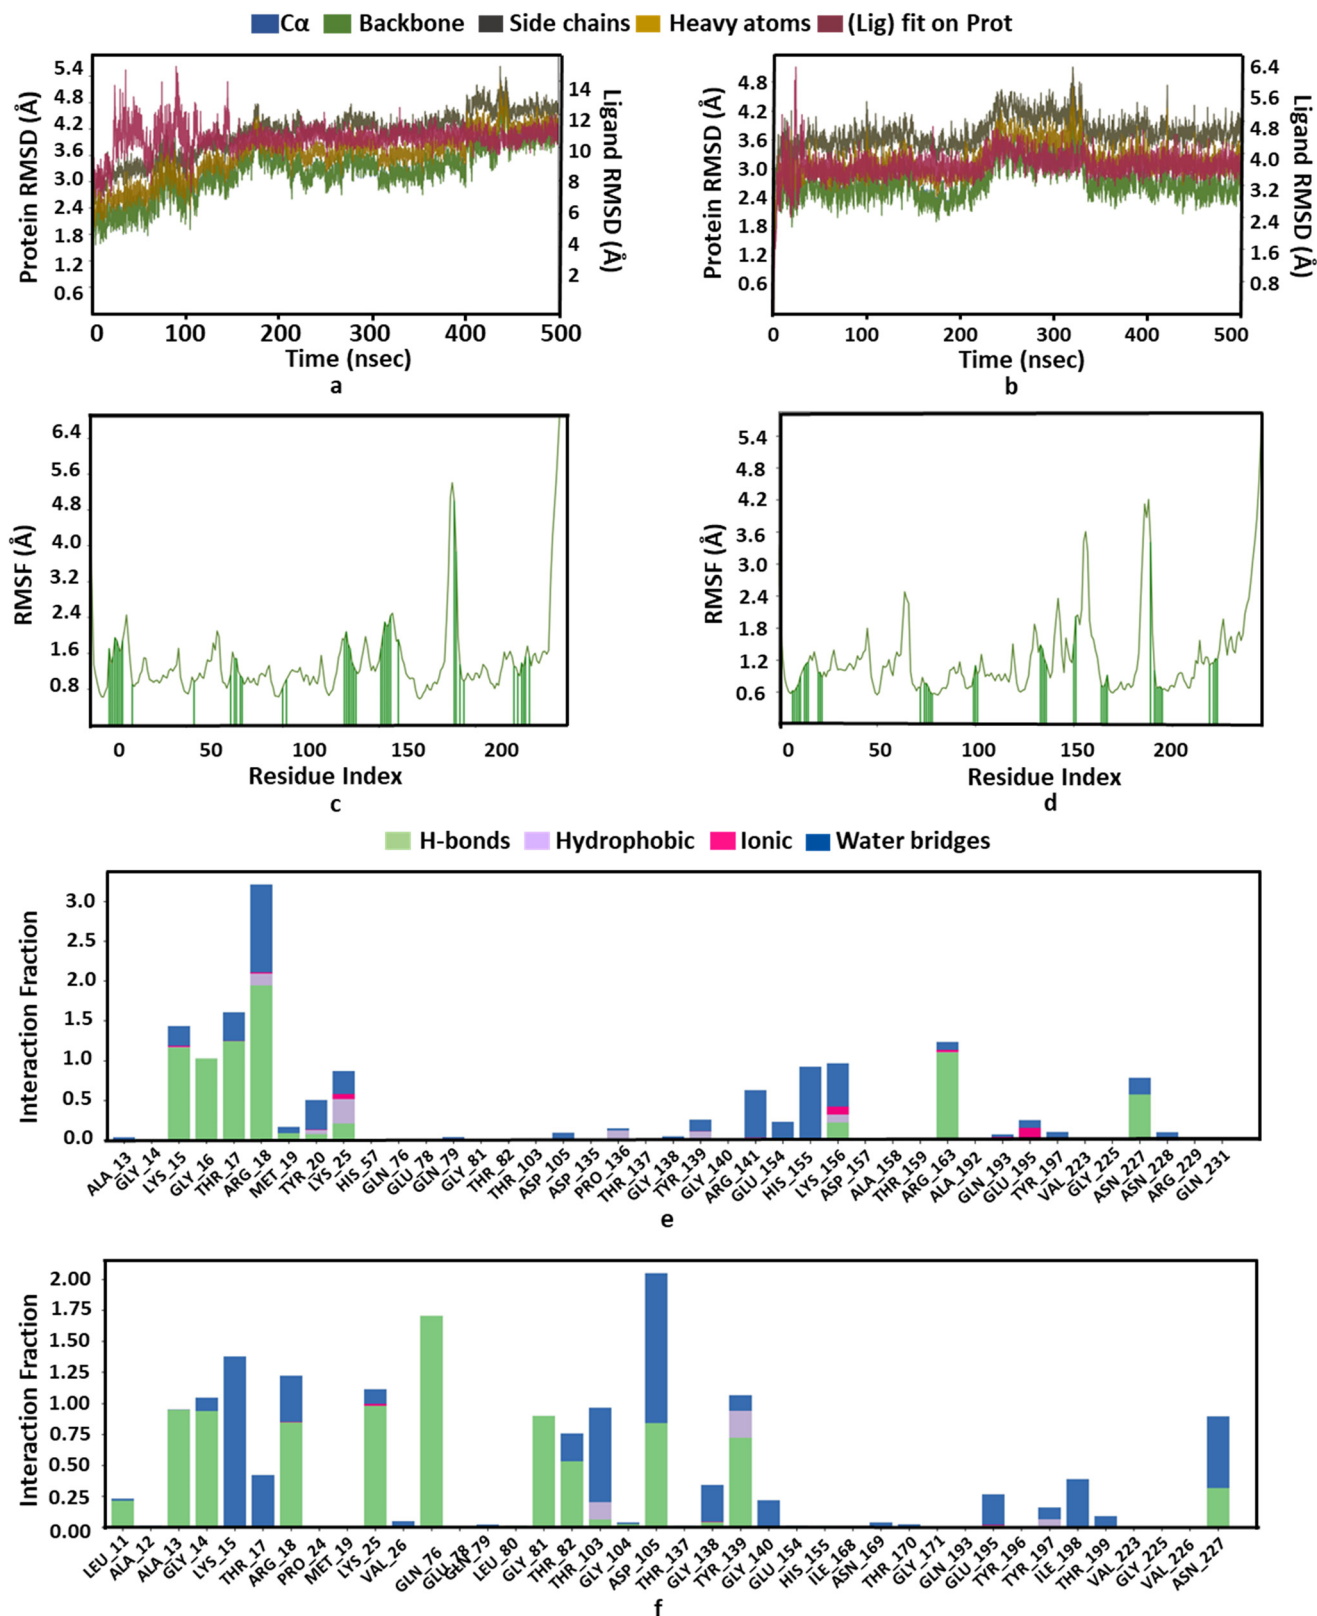 Cα Backbone Side chains Heavy atoms (Lig) fit on Prot
Protein RMSD (Å)
5.4
4.8
4.2
3.6
3.0
2.4
1.8
1.2
0.6
14
12
10
8
6
4
2
Ligand RMSD (Å)
0 100 200 300 400 500
Time (nsec)
a
Protein RMSD (Å)
4.8
4.2
3.6
3.0
2.4
1.8
1.2
0.6
6.4
5.6
4.8
4.0
3.2
2.4
1.6
0.8
Ligand RMSD (Å)
0 100 200 300 400 500
Time (nsec)
b
RMSF (Å)
6.4
5.6
4.8
4.0
3.2
2.4
1.6
0.8
0 50 100 150 200
Residue Index
c
RMSF (Å)
5.4
4.8
4.2
3.6
3.0
2.4
1.8
1.2
0.6
0 50 100 150 200
Residue Index
d
H-bonds Hydrophobic Ionic Water bridges
Interaction Fraction
3.0
2.5
2.0
1.5
1.0
0.5
0.0
ALA_13 GLY_14 LYS_15 GLY_16 THR_17 ARG_18 MET_19 TYR_20 LYS_25 HIS_57 GLN_76 GLU_78 GLN_79 GLY_81 THR_82 THR_103 ASP_105 ASP_135 PRO_136 THR_137 GLY_138 TYR_139 GLY_140 ARG_141 GLU_154 HIS_155 LYS_156 ASP_157 ALA_158 THR_159 ARG_163 ALA_192 GLN_193 GLU_195 TYR_197 VAL_223 GLY_225 ASN_227 ASN_228 ARG_229 GLN_231
e
Interaction Fraction
2.00
1.75
1.50
1.25
1.00
0.75
0.50
0.25
0.00
LEU_11 ALA_12 ALA_13 GLY_14 LYS_15 THR_17 ARG_18 PRO_24 MET_19 LYS_25 VAL_26 GLN_76 GLU_78 GLN_79 LEU_80 GLY_81 THR_82 THR_103 GLY_104 ASP_105 THR_137 GLY_138 TYR_139 GLY_140 GLU_154 HIS_155 ILE_168 ASN_169 THR_170 GLY_171 GLN_193 GLU_195 TYR_196 TYR_197 ILE_198 THR_199 VAL_223 GLY_225 VAL_226 ASN_227
f